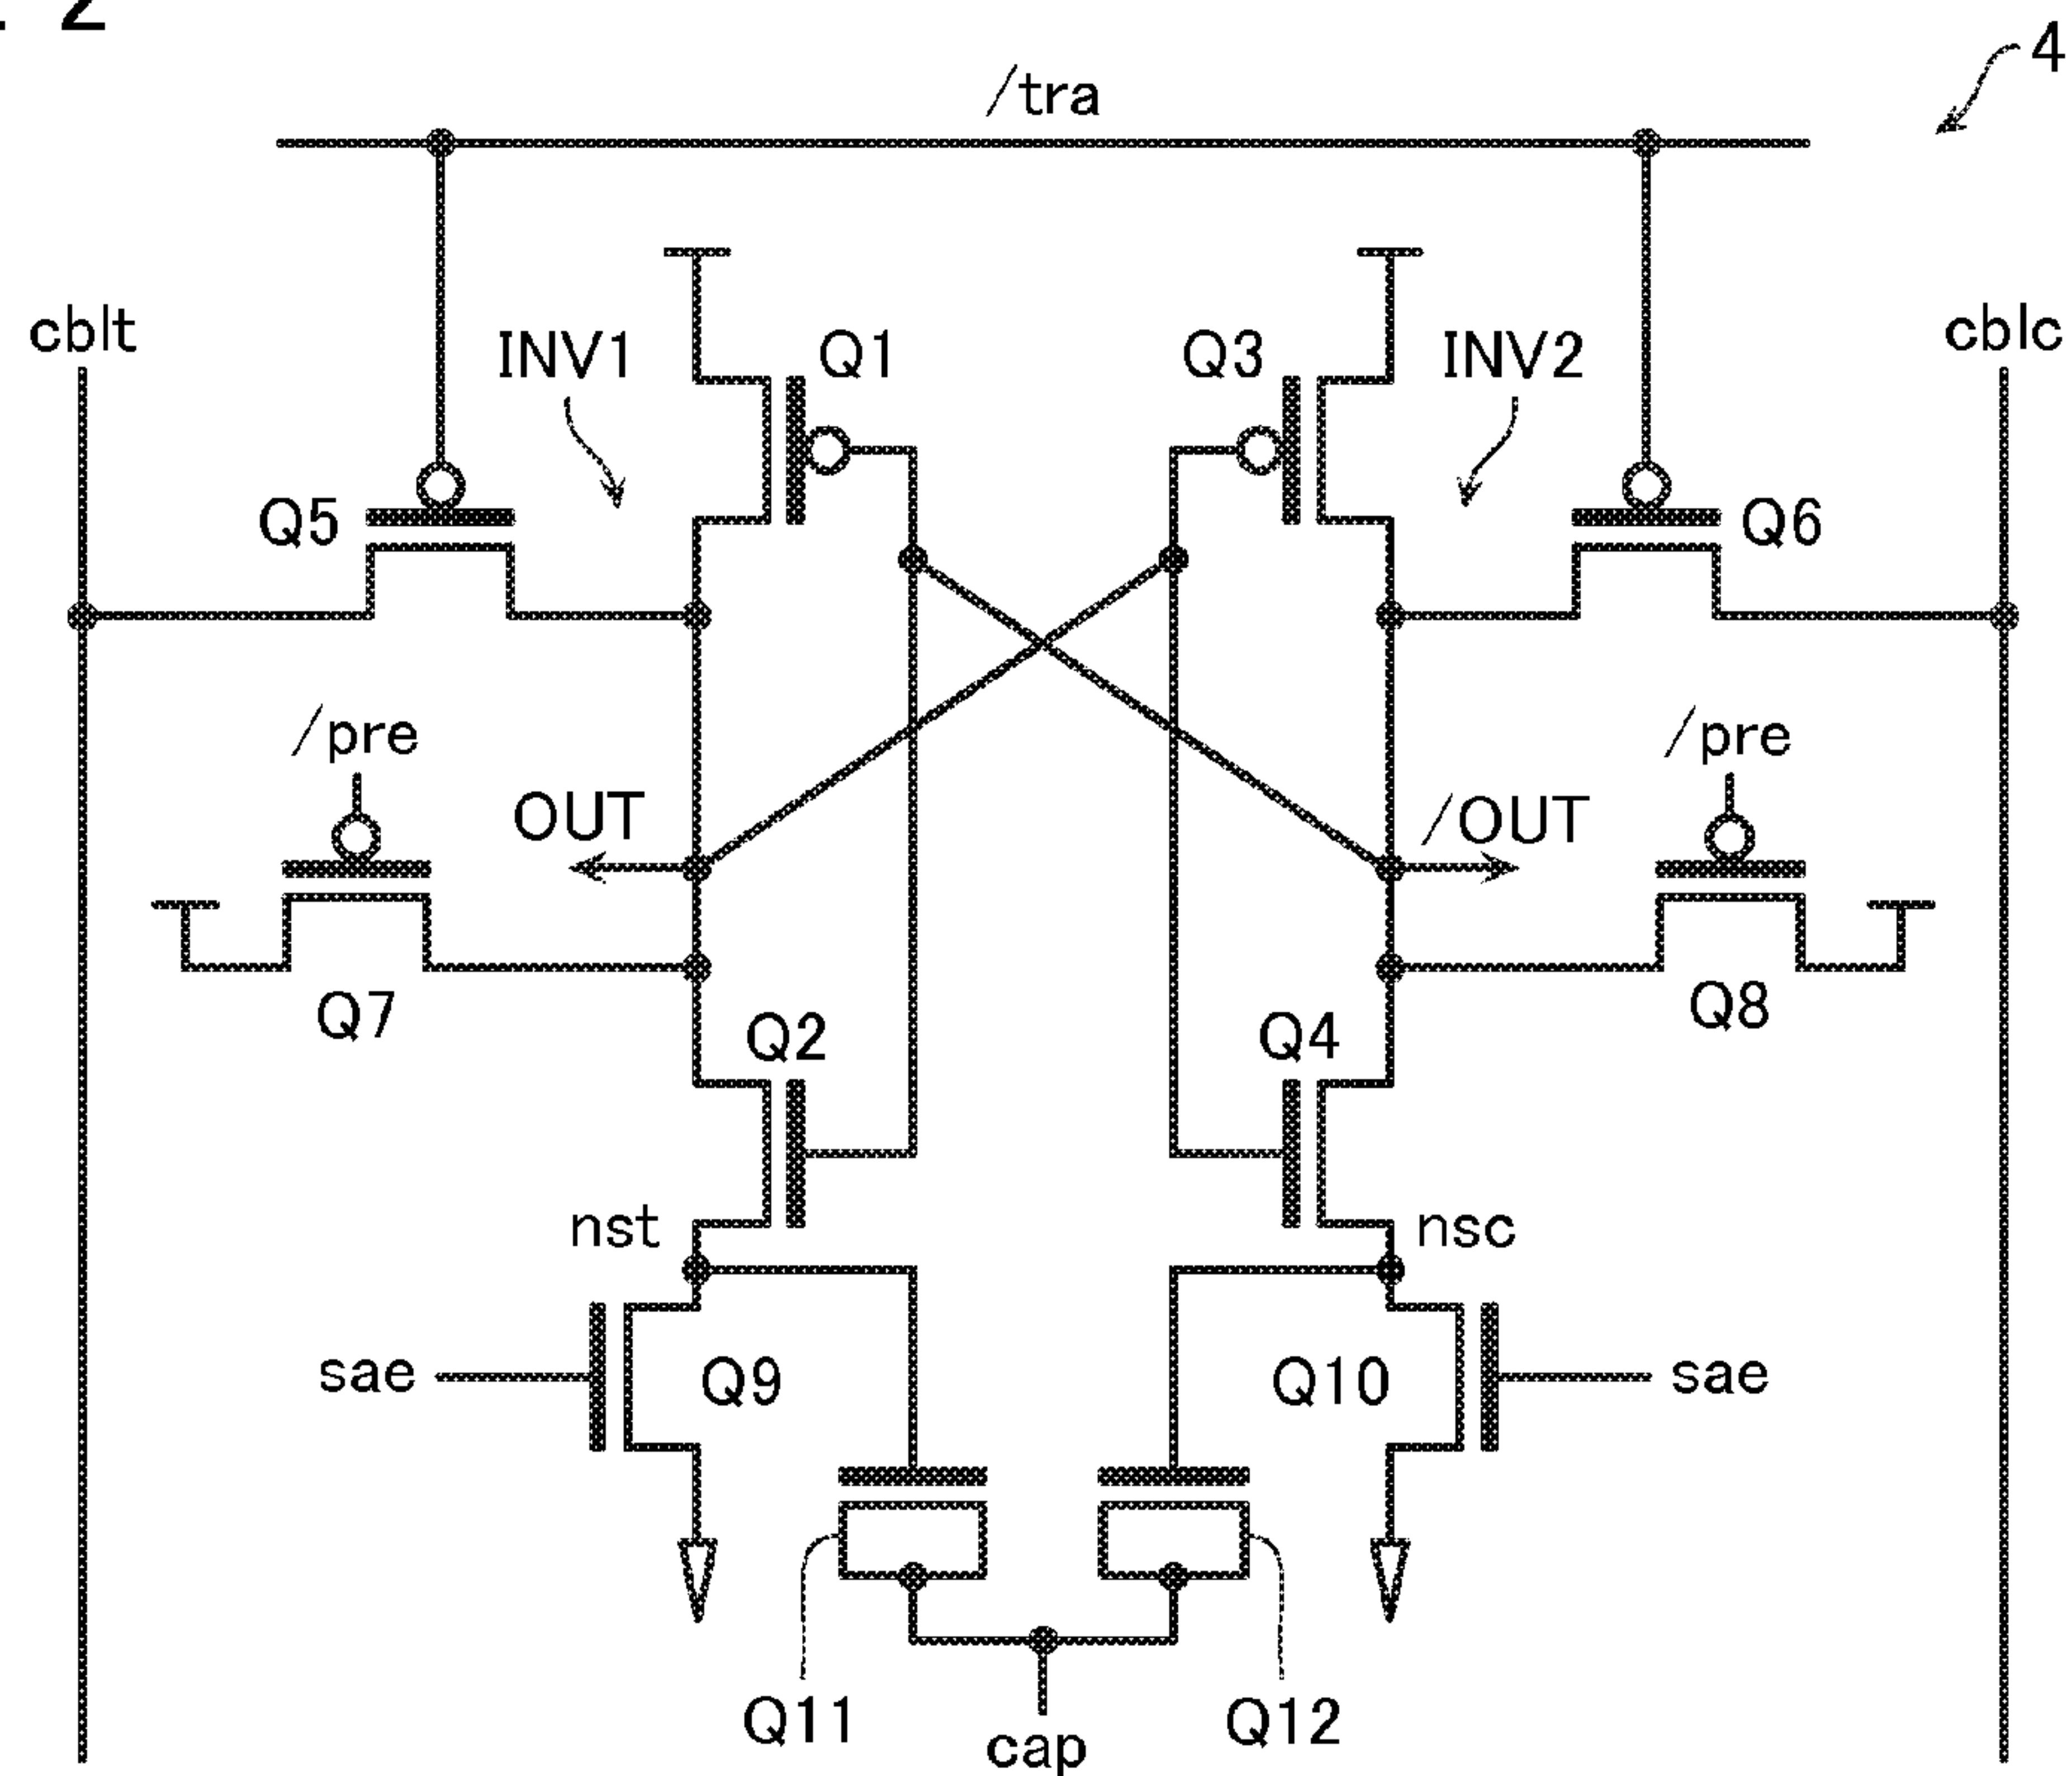 2
4
/tra
cblt
INV1
Q1
Q3
INV2
cblc
Q5
Q6
/pre
/pre
OUT
/OUT
Q7
Q8
Q2
Q4
nst
nsc
sae
Q9
Q10
sae
Q11
Q12
cap